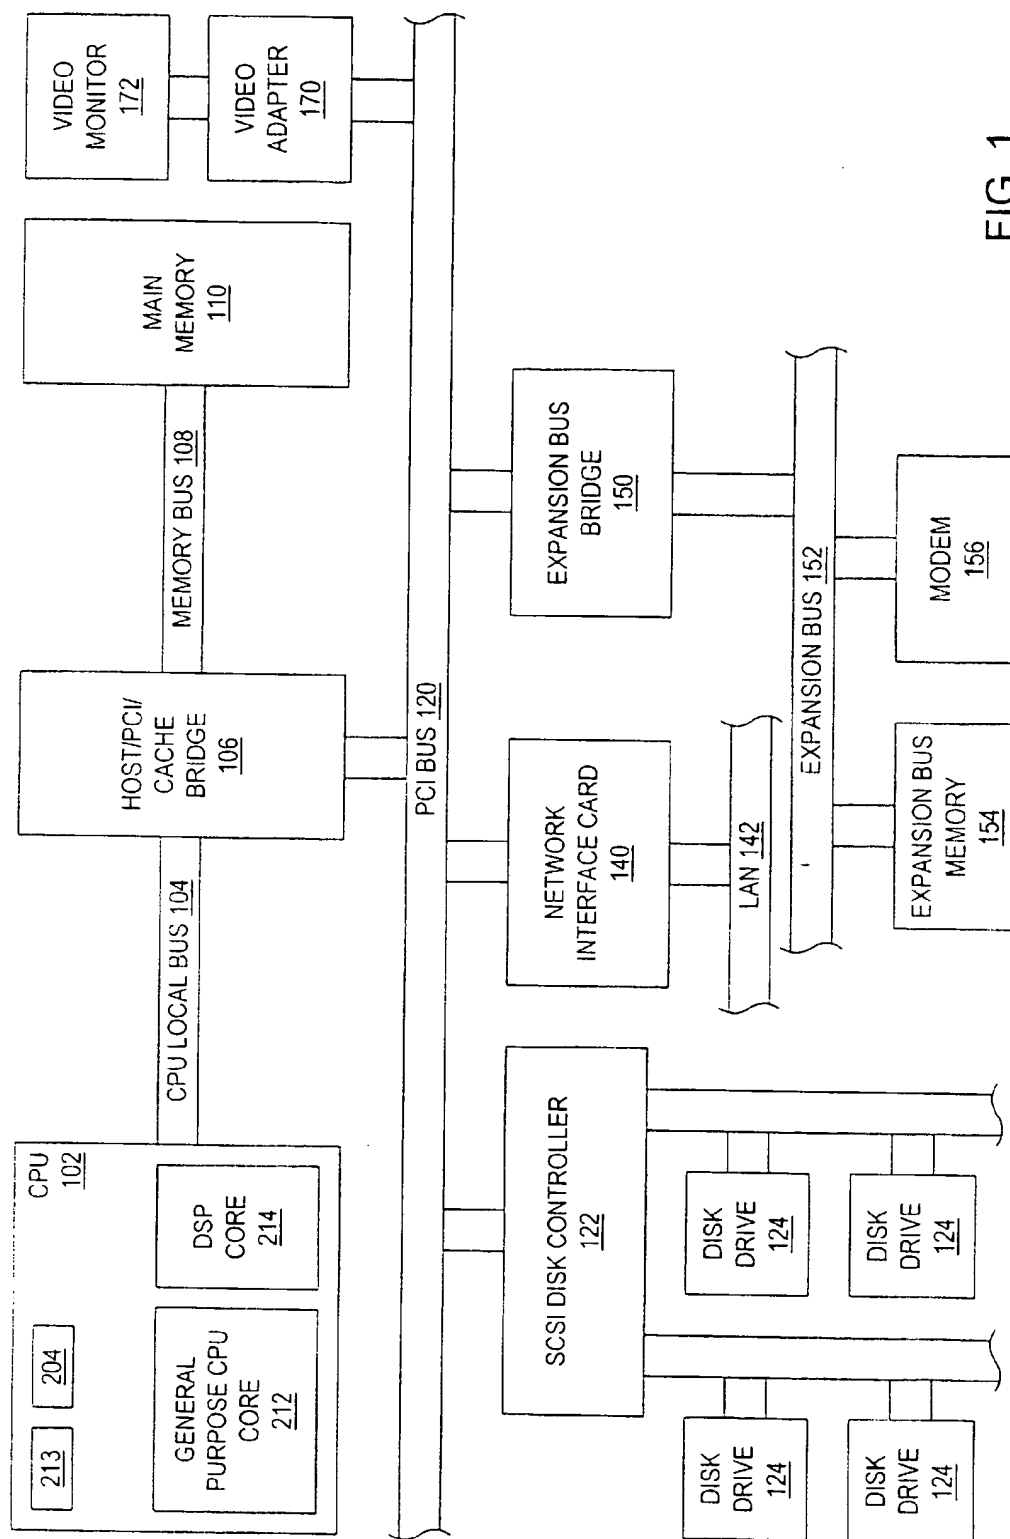 CPU
102
213
204
GENERAL
PURPOSE CPU
CORE
212
DSP
CORE
214
CPU LOCAL BUS 104
HOST/PCI/
CACHE
BRIDGE
106
MEMORY BUS 108
MAIN
MEMORY
110
VIDEO
MONITOR
172
VIDEO
ADAPTER
170
PCI BUS 120
SCSI DISK CONTROLLER
122
NETWORK
INTERFACE CARD
140
EXPANSION BUS
BRIDGE
150
LAN 142
EXPANSION BUS 152
DISK
DRIVE
124
DISK
DRIVE
124
DISK
DRIVE
124
DISK
DRIVE
124
EXPANSION BUS
MEMORY
154
MODEM
156
FIG. 1